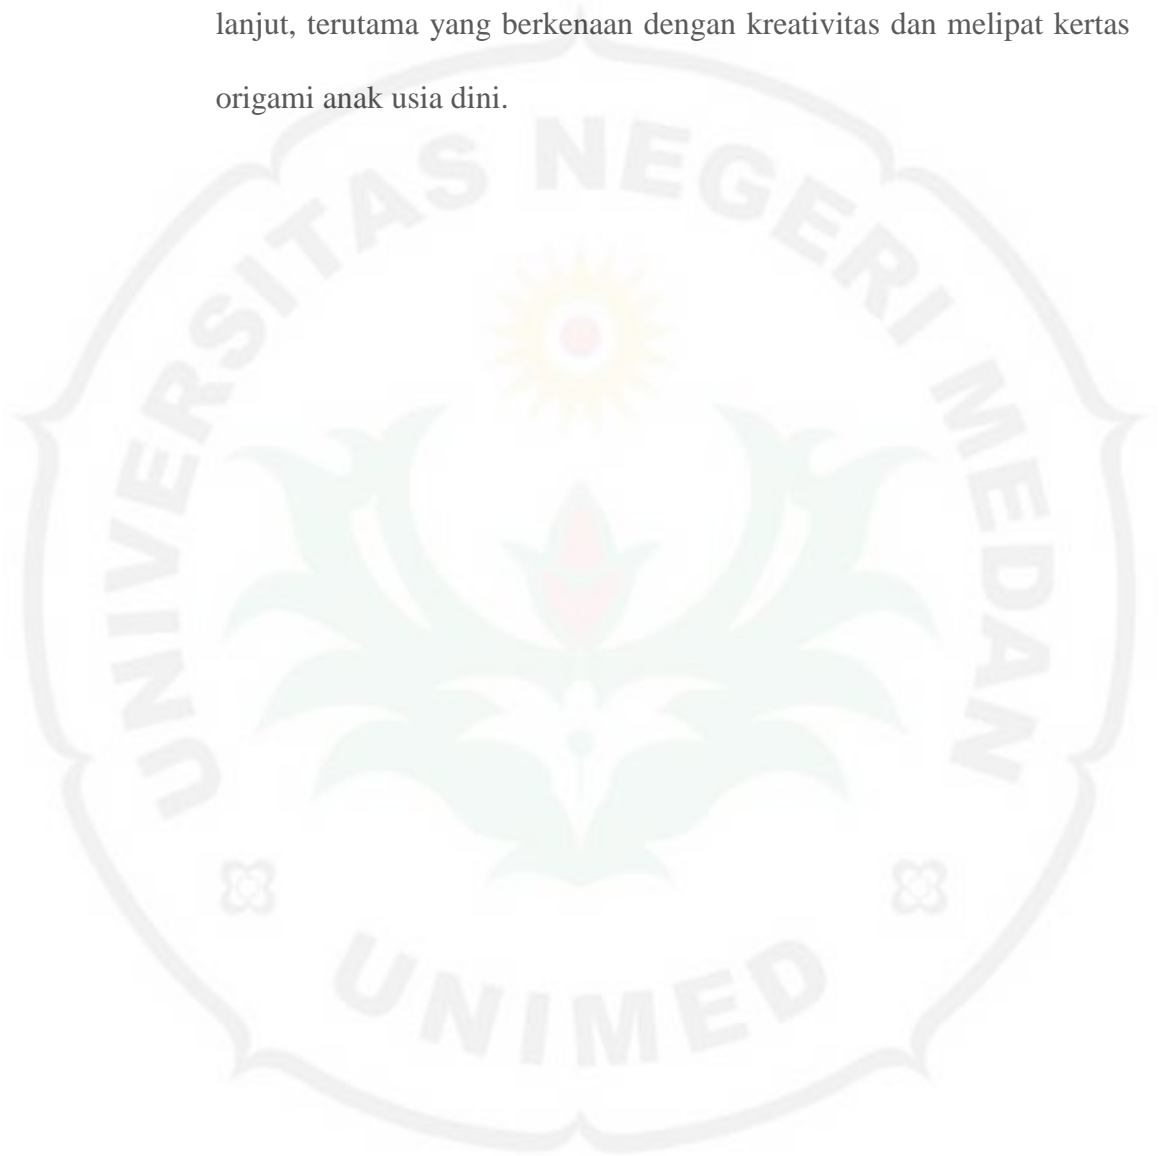 lanjut, terutama yang berkenaan dengan kreativitas dan melipat kertas
origami anak usia dini.
UNIVERSITAS NEGERI MEDAN
UNIMED